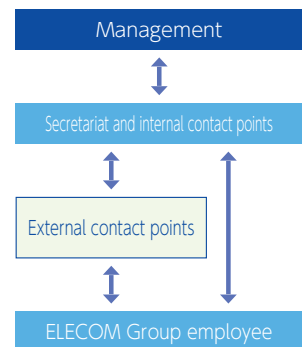 Management
Secretariat and internal contact points
External contact points
ELECOM Group employee